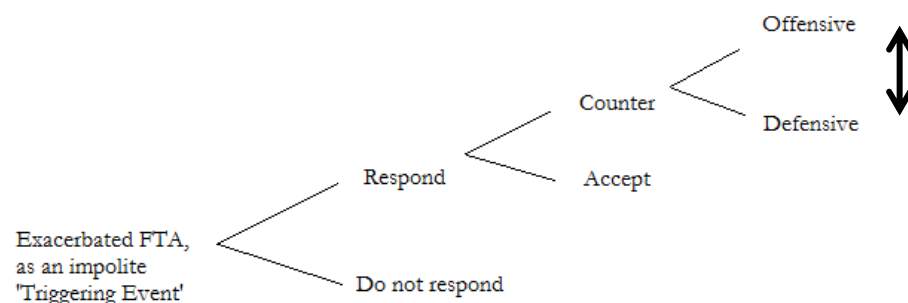 Offensive
Counter
Defensive
Respond
Accept
Exacerbated FTA,
as an impolite
'Triggering Event'
Do not respond